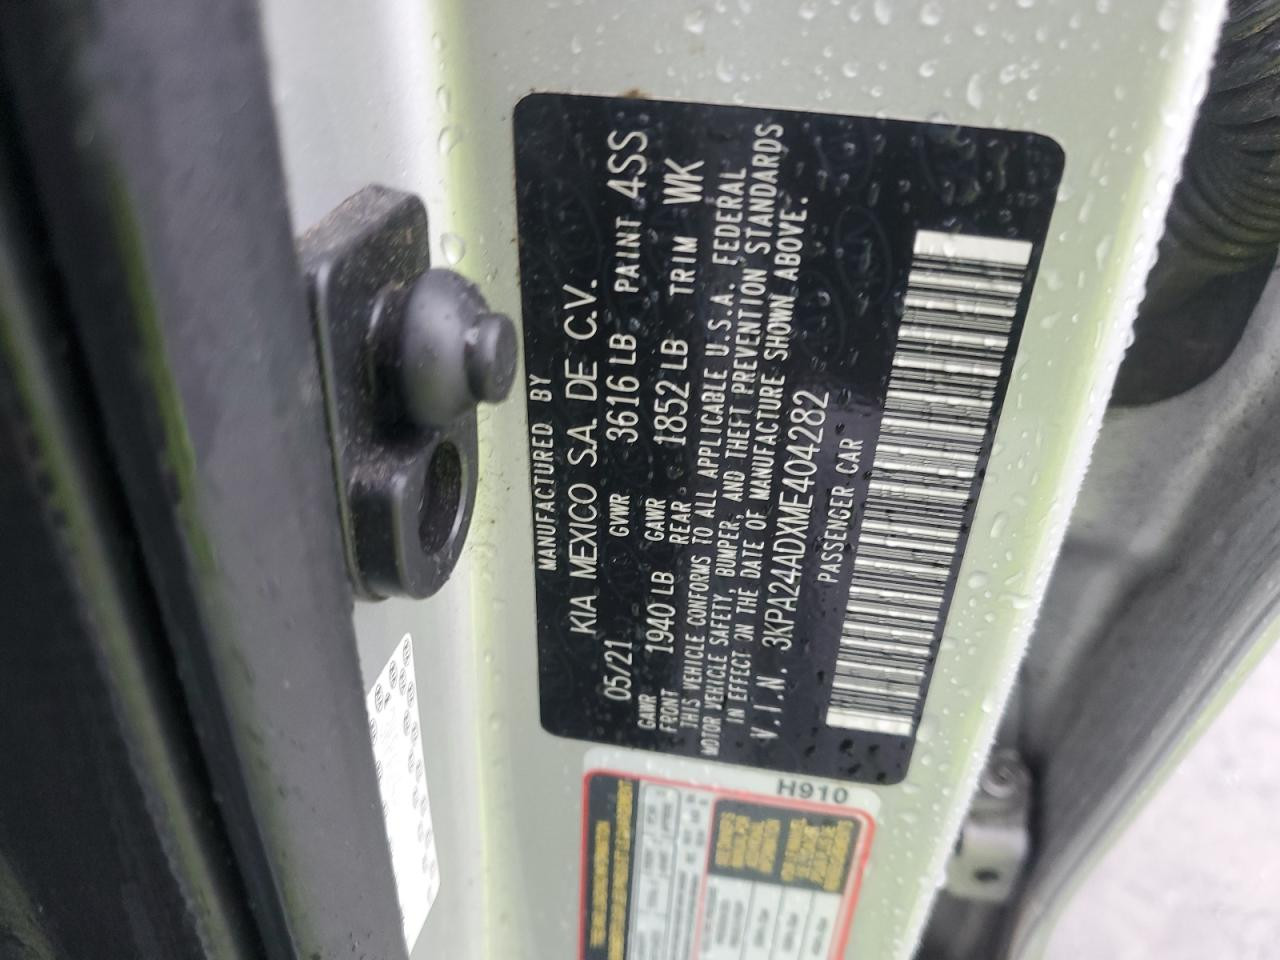 MANUFACTURED BY
KIA MEXICO S.A. DE C.V.
05/21 GVWR 3616 LB PAINT 4SS
GAWR FRONT 1940 LB GAWR REAR 1852 LB TRIM WK
THIS VEHICLE CONFORMS TO ALL APPLICABLE U.S.A. FEDERAL
MOTOR VEHICLE SAFETY, BUMPER, AND THEFT PREVENTION STANDARDS
IN EFFECT ON THE DATE OF MANUFACTURE SHOWN ABOVE.
V.I.N. 3KPA24ADXME404282
PASSENGER CAR
H910